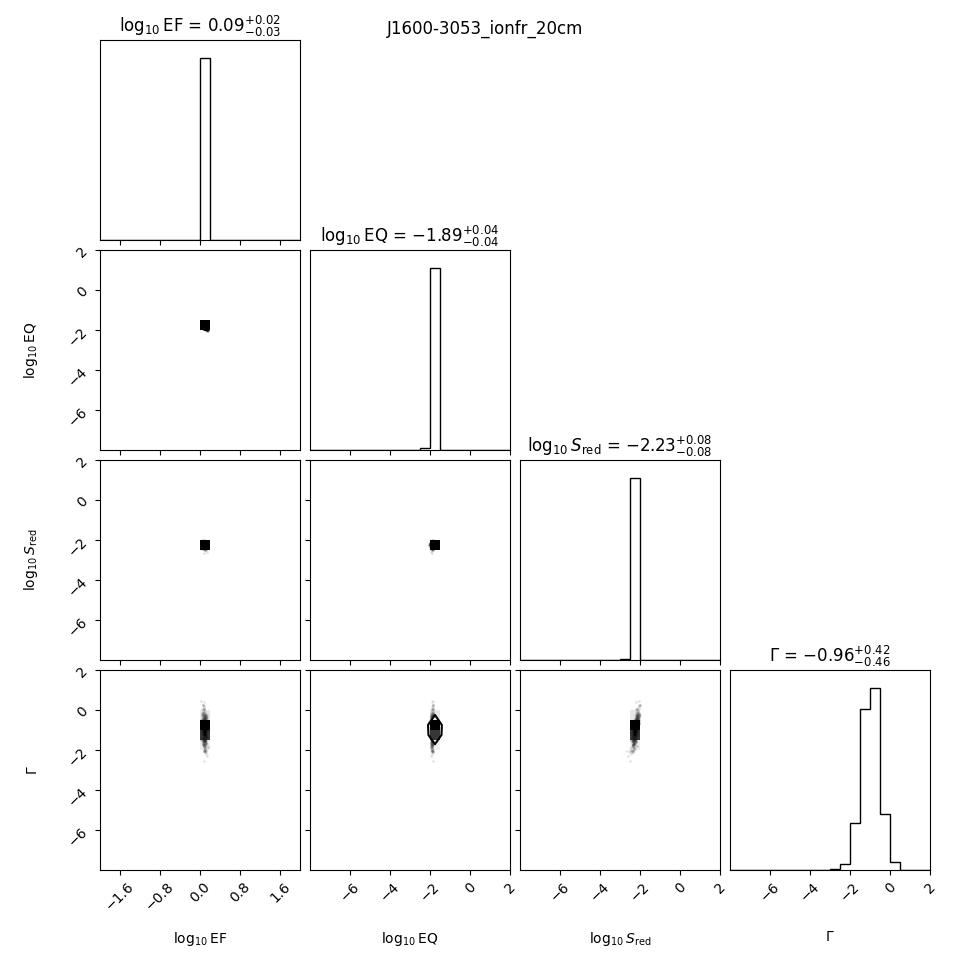 J1600-3053_ionfr_20cm
log₁₀ EF = 0.09⁺⁰·⁰²₋₀.₀₃
log₁₀ EQ = −1.89⁺⁰·⁰⁴₋₀.₀₄
2
0
−2
−4
−6
log₁₀ EQ
log₁₀ S_red = −2.23⁺⁰·⁰⁸₋₀.₀₈
2
0
−2
−4
−6
log₁₀ S_red
Γ = −0.96⁺⁰·⁴²₋₀.₄₆
2
0
−2
−4
−6
Γ
−1.6 −0.8 0.0 0.8 1.6 −6 −4 −2 0 2 −6 −4 −2 0 2 −6 −4 −2 0 2
log₁₀ EF log₁₀ EQ log₁₀ S_red Γ